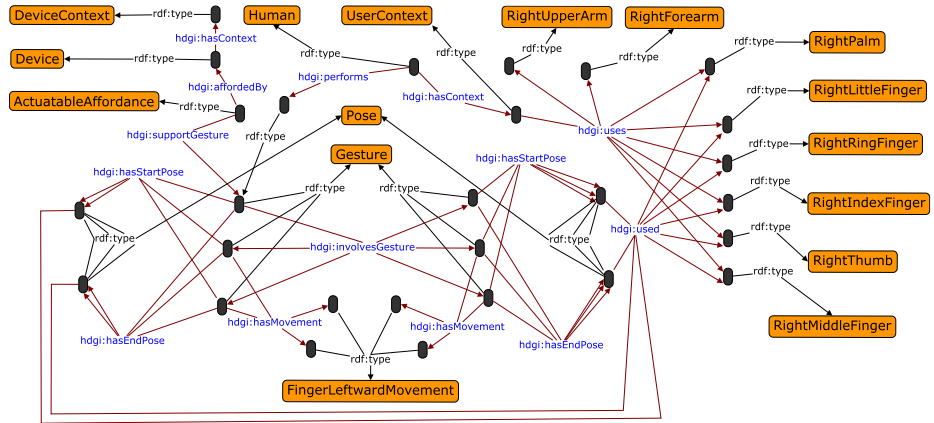 DeviceContext
rdf:type
Human
UserContext
RightUpperArm
RightForearm
hdgi:hasContext
rdf:type
rdf:type
rdf:type
rdf:type
RightPalm
Device
rdf:type
rdf:type
rdf:type
hdgi:performs
hdgi:affordedBy
hdgi:hasContext
rdf:type
RightLittleFinger
ActuatableAffordance
rdf:type
Pose
hdgi:supportGesture
rdf:type
hdgi:uses
rdf:type
RightRingFinger
Gesture
hdgi:hasStartPose
hdgi:hasStartPose
rdf:type
rdf:type
rdf:type
RightIndexFinger
rdf:type
hdgi:involvesGesture
rdf:type
hdgi:used
rdf:type
RightThumb
rdf:type
hdgi:hasMovement
hdgi:hasMovement
RightMiddleFinger
hdgi:hasEndPose
hdgi:hasEndPose
rdf:type
FingerLeftwardMovement